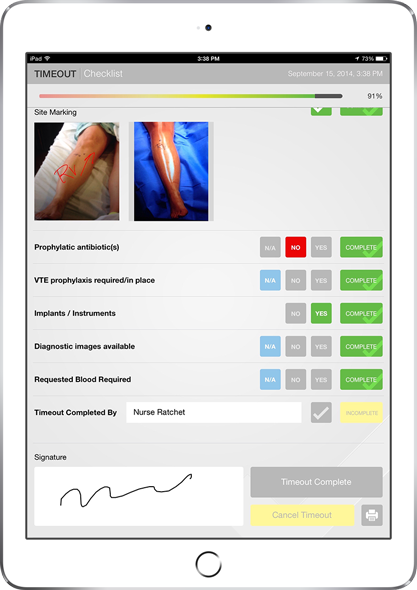 iPad 3:38 PM 73%
TIMEOUT | Checklist September 15, 2014, 3:38 PM
91%
Site Marking
Prophylatic antibiotic(s) N/A NO YES COMPLETE
VTE prophylaxis required/in place N/A NO YES COMPLETE
Implants / Instruments NO YES COMPLETE
Diagnostic images available N/A NO YES COMPLETE
Requested Blood Required N/A NO YES COMPLETE
Timeout Completed By Nurse Ratchet INCOMPLETE
Signature
Timeout Complete
Cancel Timeout